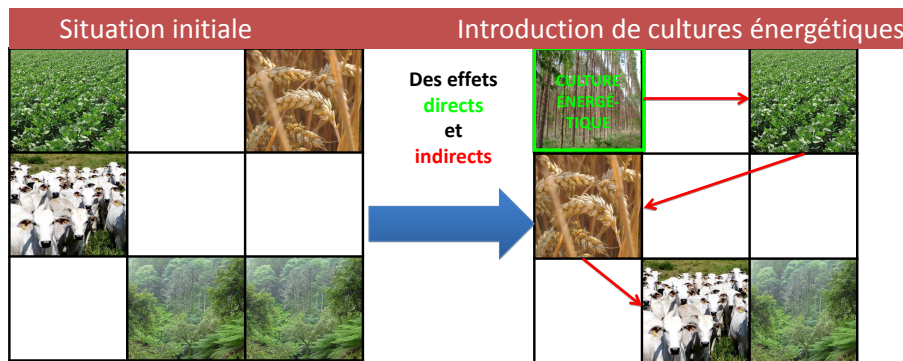 Situation initiale
Introduction de cultures énergétiques
Des effets
directs
et
indirects
CULTURE
ÉNERGÉ-
TIQUE